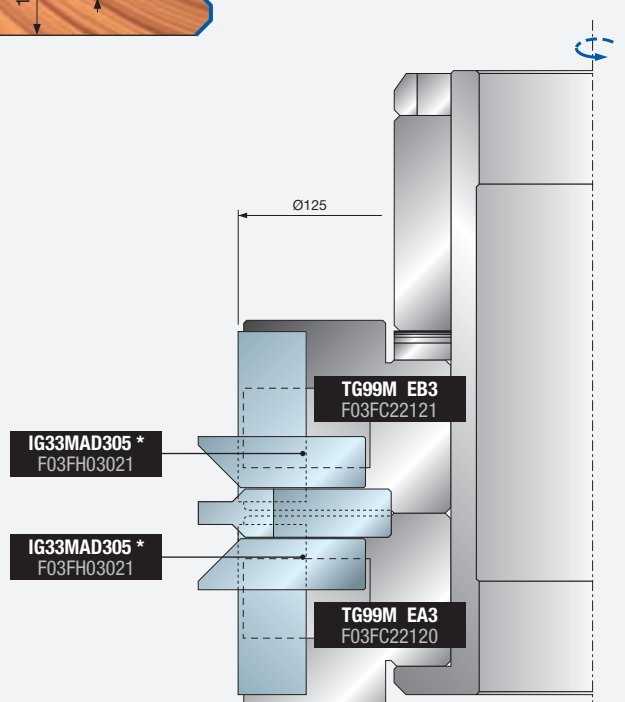 Ø125
TG99M EB3
F03FC22121
IG33MAD305 *
F03FH03021
IG33MAD305 *
F03FH03021
TG99M EA3
F03FC22120